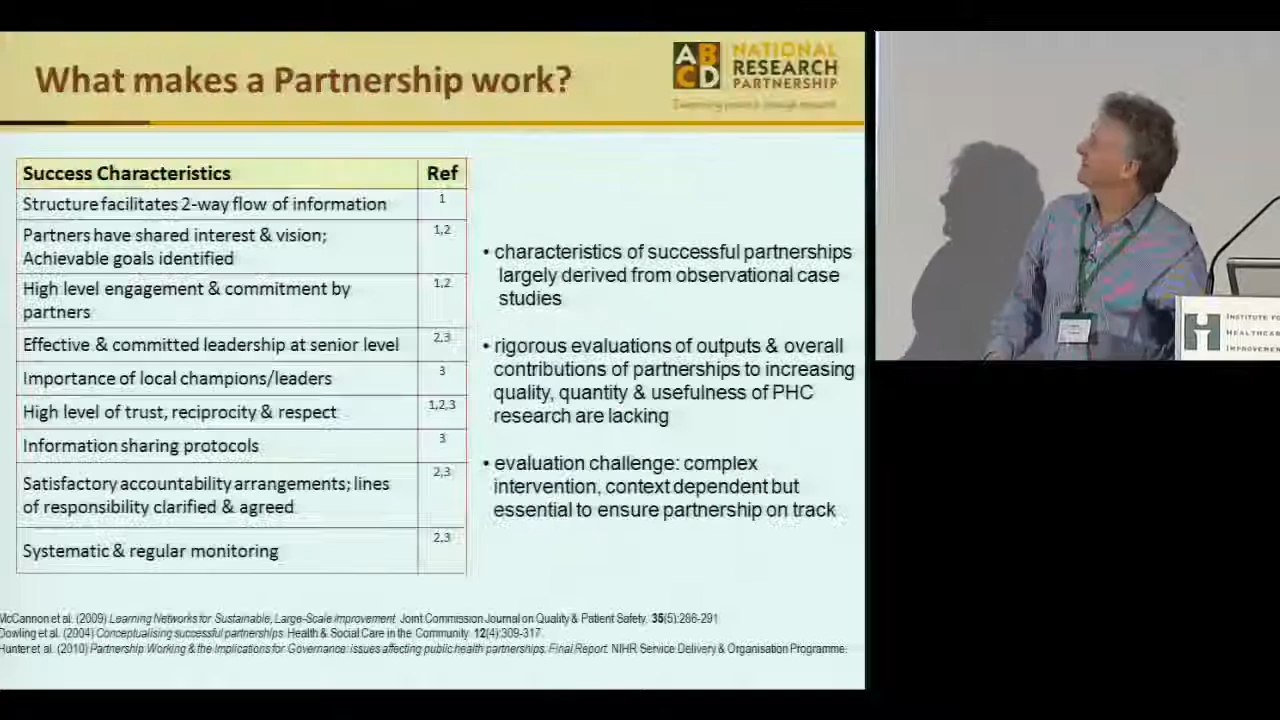 What makes a Partnership work?
ABCD
NATIONAL
RESEARCH
PARTNERSHIP
Success Characteristics Ref
Structure facilitates 2-way flow of information 1
Partners have shared interest & vision; 1,2
Achievable goals identified
High level engagement & commitment by 1,2
partners
Effective & committed leadership at senior level 2,3
Importance of local champions/leaders 3
High level of trust, reciprocity & respect 1,2,3
Information sharing protocols 3
Satisfactory accountability arrangements; lines 2,3
of responsibility clarified & agreed
Systematic & regular monitoring 2,3
• characteristics of successful partnerships
largely derived from observational case
studies
• rigorous evaluations of outputs & overall
contributions of partnerships to increasing
quality, quantity & usefulness of PHC
research are lacking
• evaluation challenge: complex
intervention, context dependent but
essential to ensure partnership on track
McCannon et al. (2009) Learning Networks for Sustainable, Large-Scale Improvement. Joint Commission Journal on Quality & Patient Safety. 35(5):286-291
Dowling et al. (2004) Conceptualising successful partnerships. Health & Social Care in the Community. 12(4):309-317.
Hunter et al. (2010) Partnership Working & the Implications for Governance: issues affecting public health partnerships. Final Report. NIHR Service Delivery & Organisation Programme.
INSTITUTE FO
HEALTHCAR
IMPROVEMEN